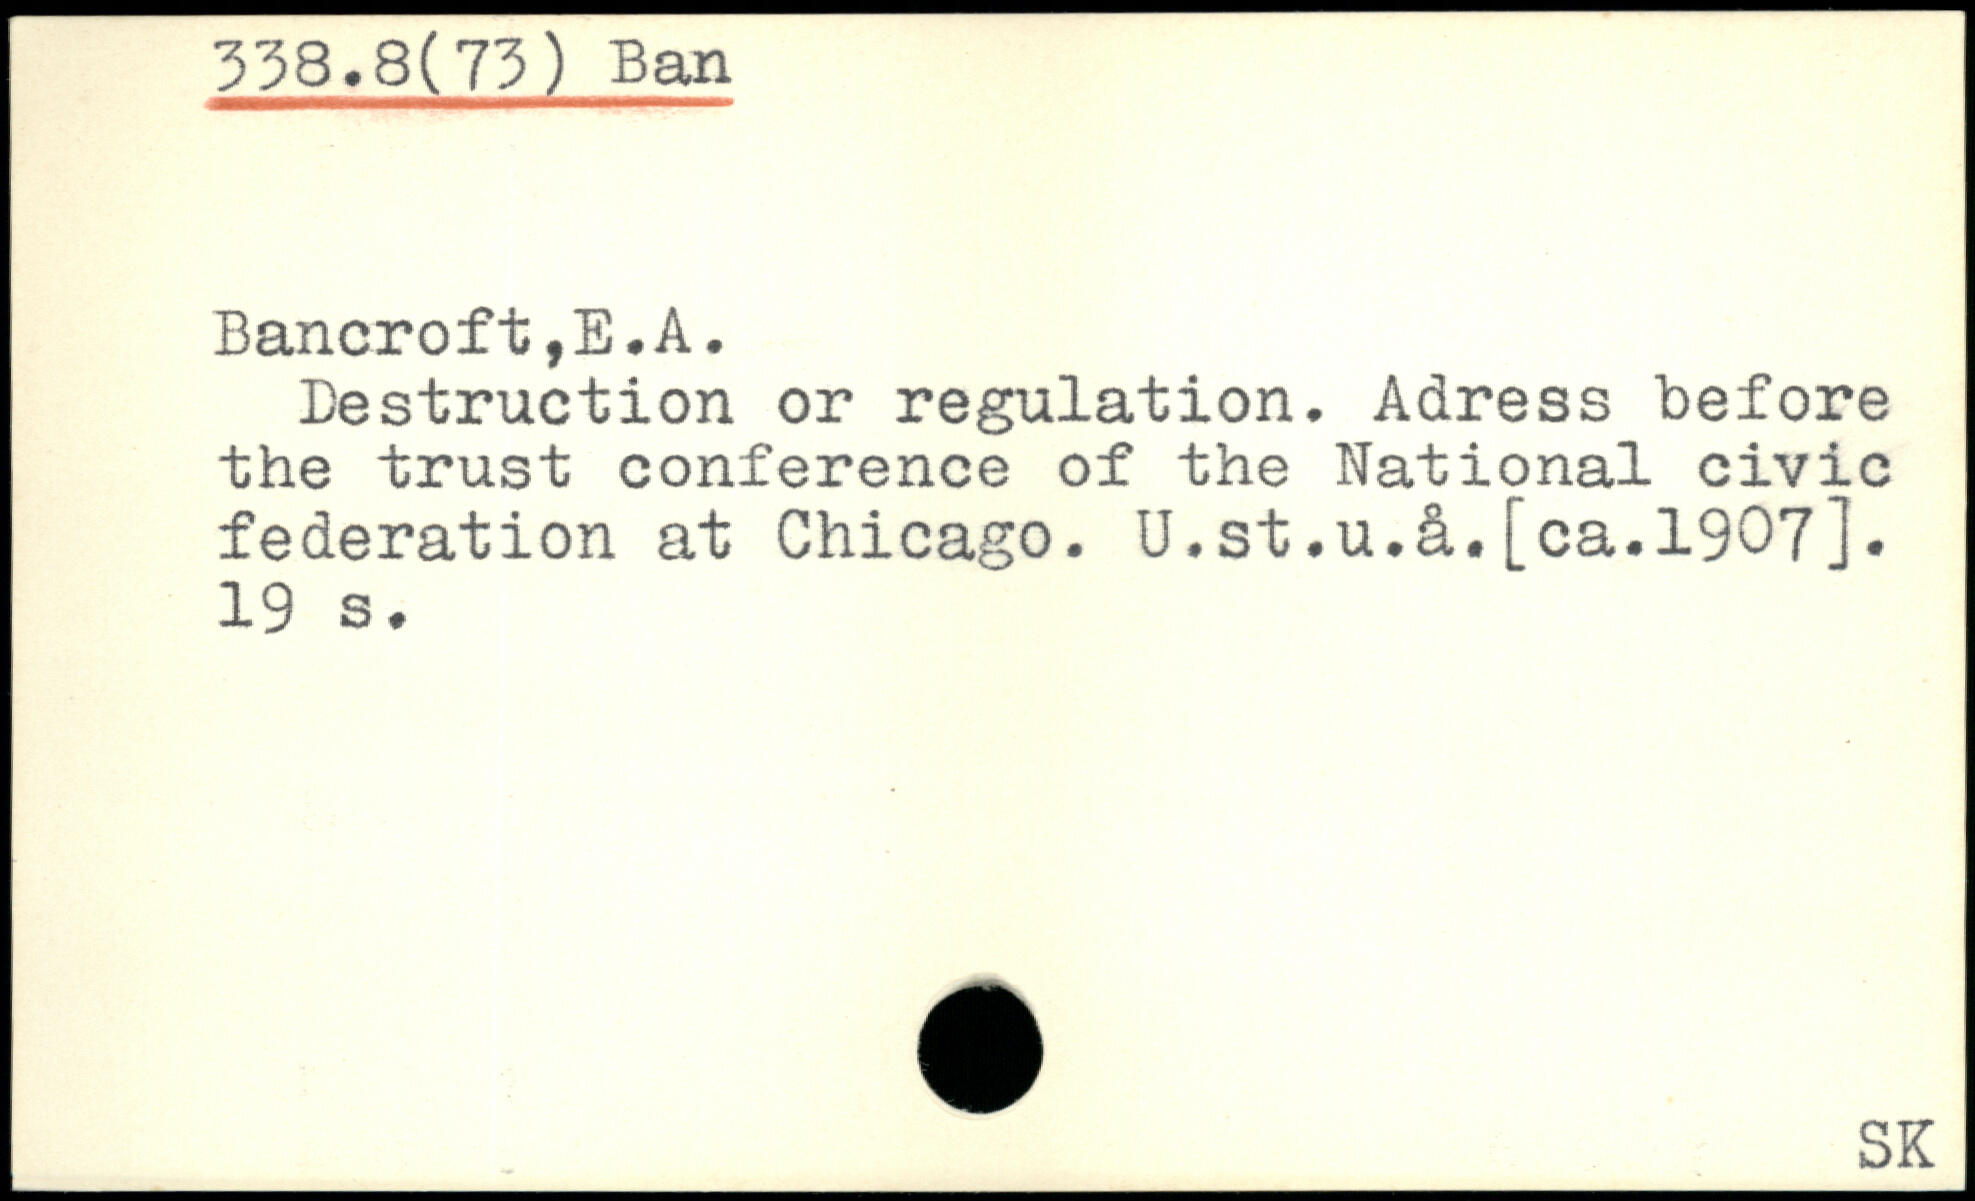 338.8(73) Ban
Bancroft,E.A.
Destruction or regulation. Adress before
the trust conference of the National civic
federation at Chicago. U.st.u.å.[ca.1907].
19 s.
SK